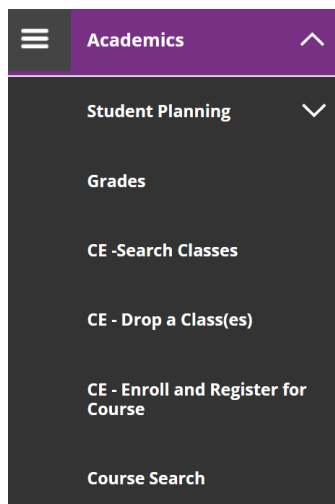 Academics
Student Planning
Grades
CE -Search Classes
CE - Drop a Class(es)
CE - Enroll and Register for
Course
Course Search